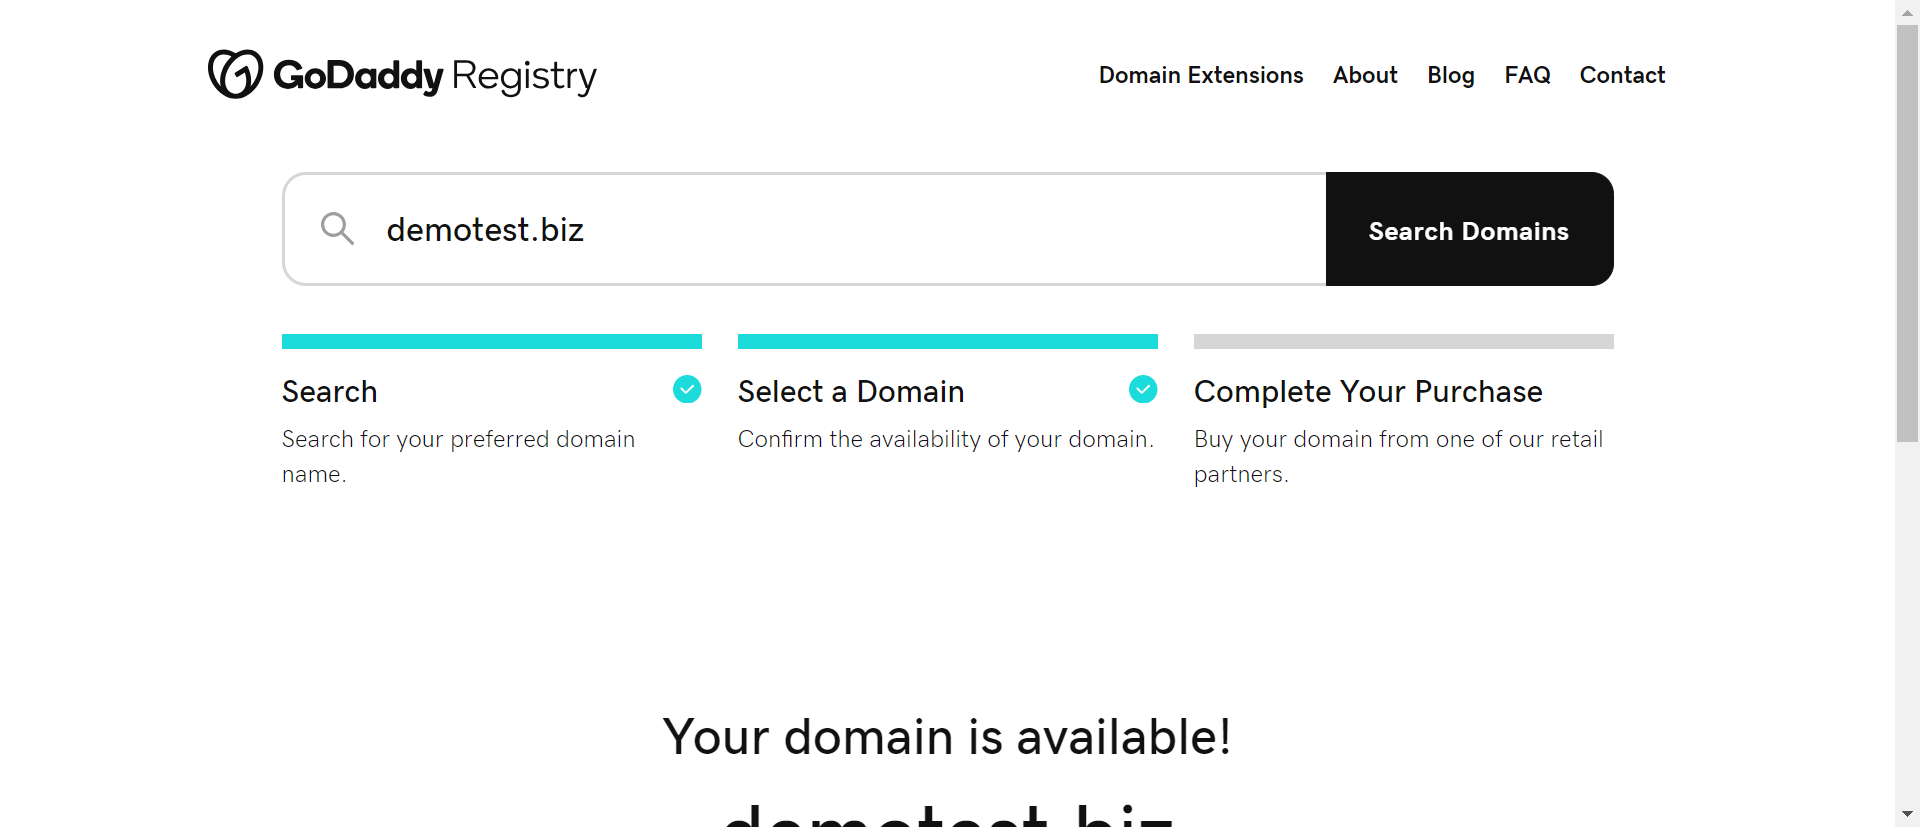 GoDaddy Registry
Domain Extensions About Blog FAQ Contact
demotest.biz
Search Domains
Search
Search for your preferred domain
name.
Select a Domain
Confirm the availability of your domain.
Complete Your Purchase
Buy your domain from one of our retail
partners.
Your domain is available!
demotest.biz